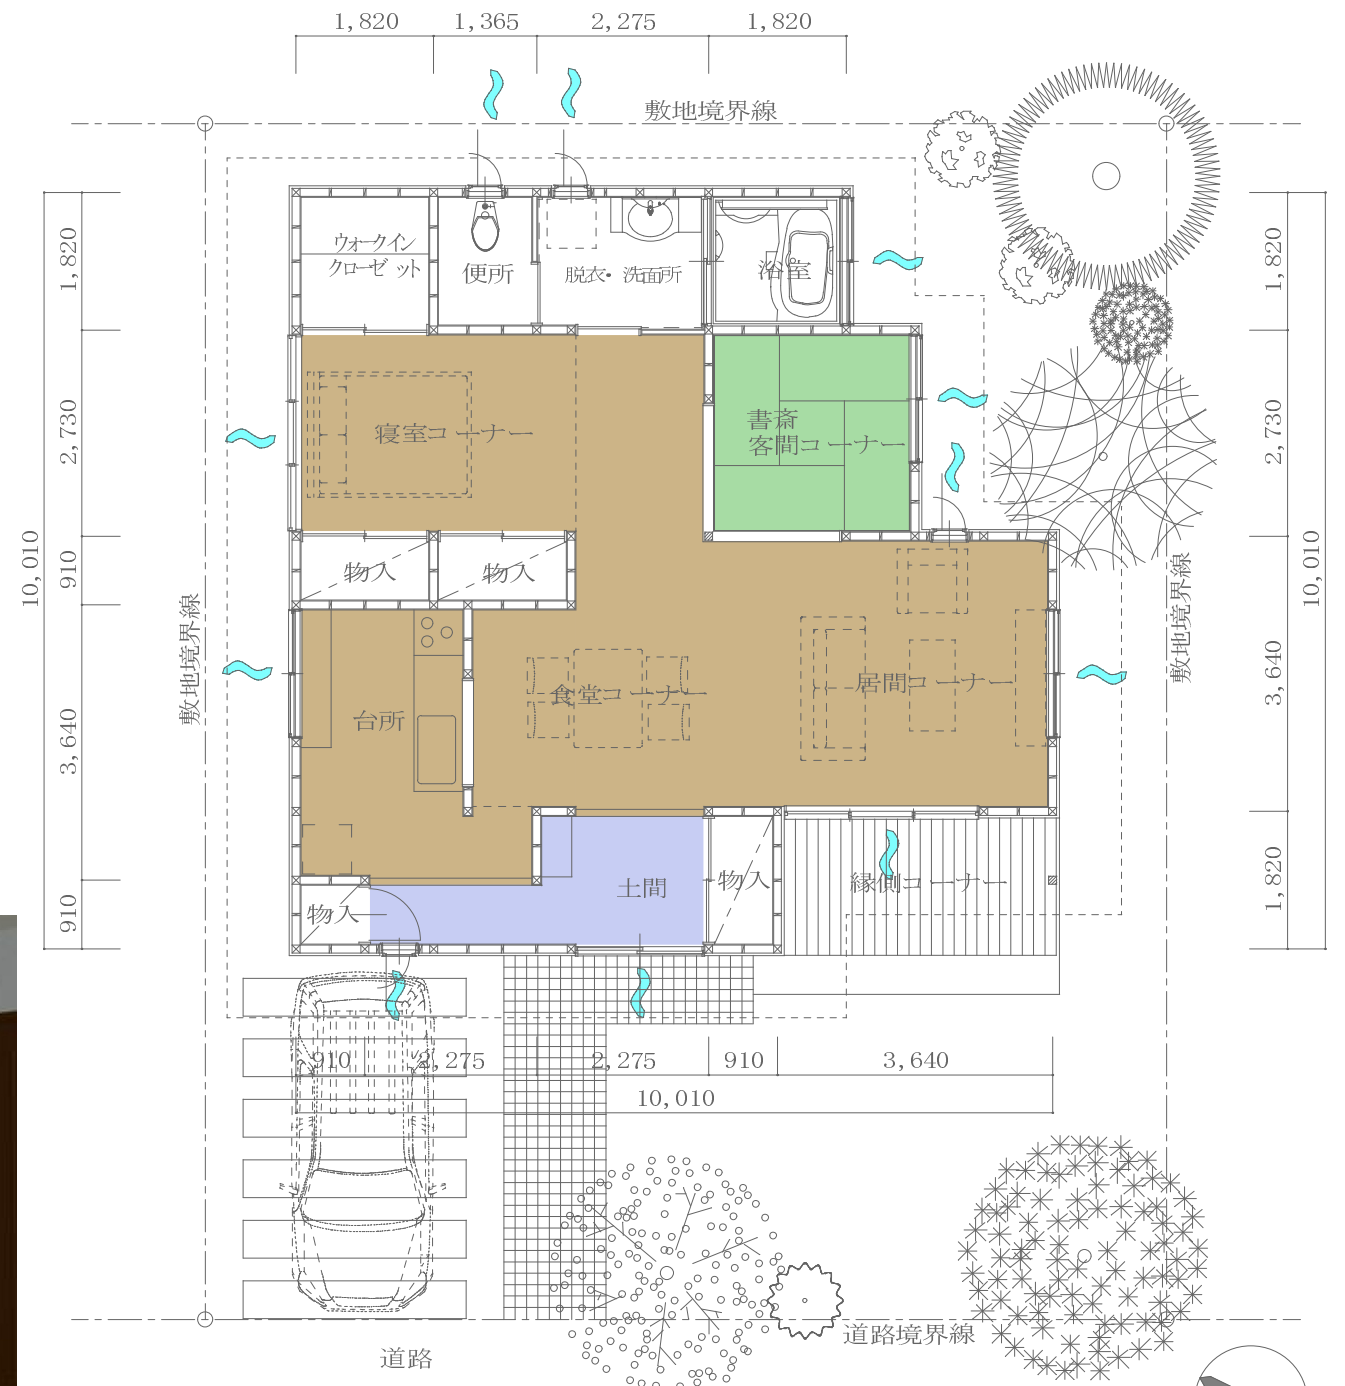 1,820
1,365
2,275
1,820
敷地境界線
ウォークイン
クローゼット
便所
脱衣・洗面所
浴室
1,820
1,820
寝室コーナー
書斎
客間コーナー
2,730
2,730
10,010
910
物入
物入
10,010
敷地境界線
敷地境界線
台所
食堂コーナー
居間コーナー
3,640
3,640
910
物入
土間
物入
縁側コーナー
1,820
910
2,275
2,275
910
3,640
10,010
道路
道路境界線